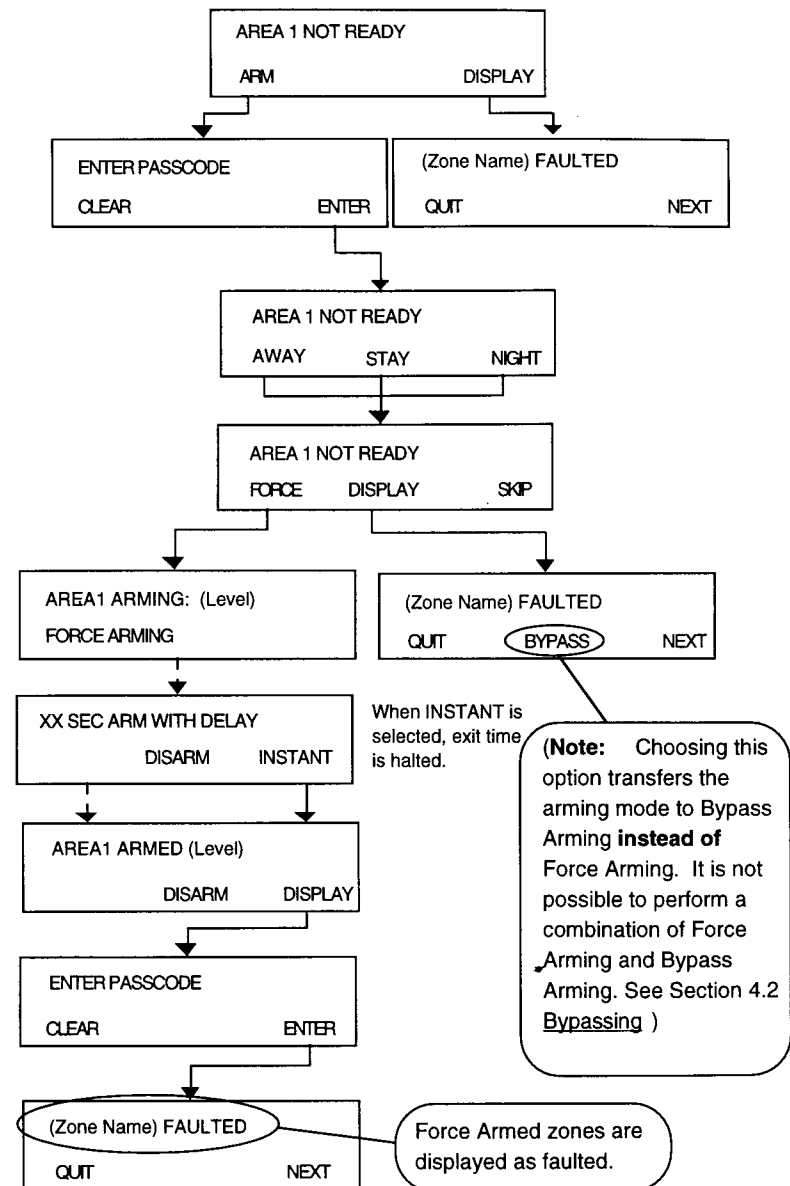 AREA 1 NOT READY
ARM DISPLAY
ENTER PASSCODE
CLEAR ENTER
(Zone Name) FAULTED
QUIT NEXT
AREA 1 NOT READY
AWAY STAY NIGHT
AREA 1 NOT READY
FORCE DISPLAY SKIP
AREA1 ARMING: (Level)
FORCE ARMING
(Zone Name) FAULTED
QUIT BYPASS NEXT
XX SEC ARM WITH DELAY
DISARM INSTANT
When INSTANT is
selected, exit time
is halted.
(Note: Choosing this
option transfers the
arming mode to Bypass
Arming instead of
Force Arming. It is not
possible to perform a
combination of Force
Arming and Bypass
Arming. See Section 4.2
Bypassing )
AREA1 ARMED (Level)
DISARM DISPLAY
ENTER PASSCODE
CLEAR ENTER
(Zone Name) FAULTED
QUIT NEXT
Force Armed zones are
displayed as faulted.